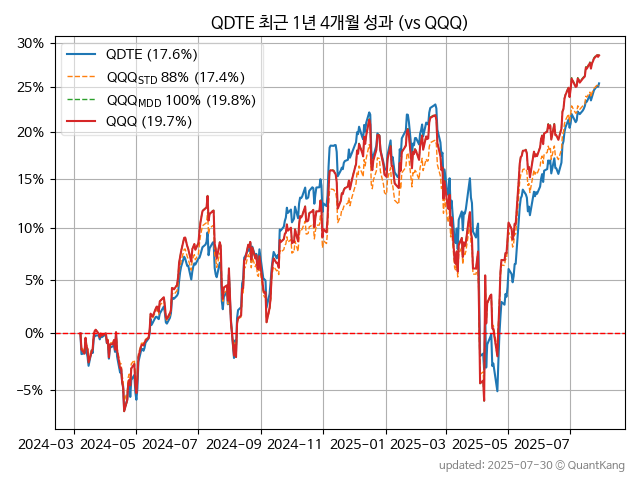 QDTE 최근 1년 4개월 성과 (vs QQQ)
QDTE (17.6%)
QQQSTD 88% (17.4%)
QQQMDD 100% (19.8%)
QQQ (19.7%)
30%
25%
20%
15%
10%
5%
0%
−5%
2024-03
2024-05
2024-07
2024-09
2024-11
2025-01
2025-03
2025-05
2025-07
updated: 2025-07-30 ⓒ QuantKang